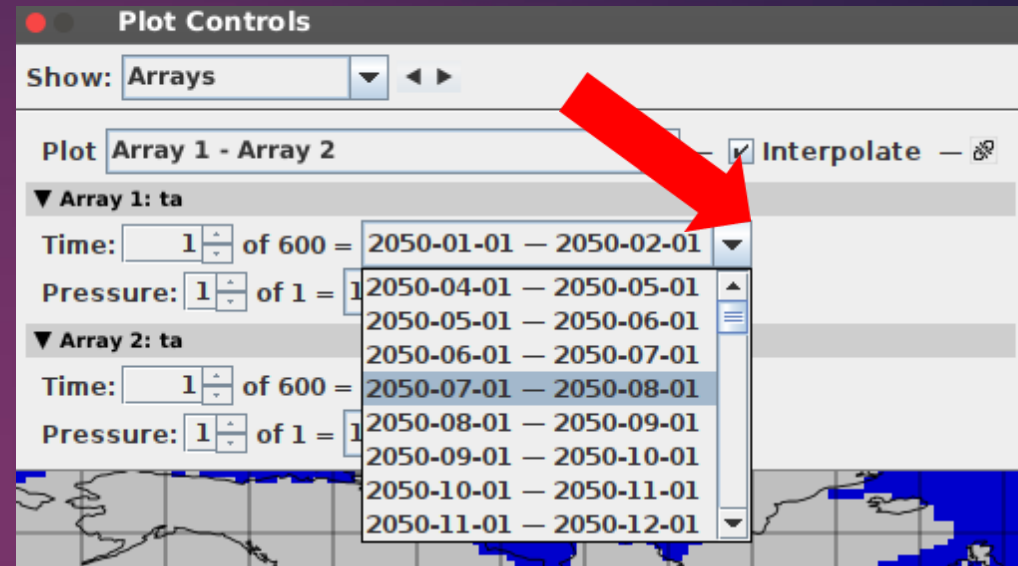 Plot Controls
Show: Arrays
Plot Array 1 - Array 2 — Interpolate —
▼ Array 1: ta
Time: 1 of 600 = 2050-01-01 — 2050-02-01
Pressure: 1 of 1 = 1
2050-04-01 — 2050-05-01
2050-05-01 — 2050-06-01
2050-06-01 — 2050-07-01
2050-07-01 — 2050-08-01
2050-08-01 — 2050-09-01
2050-09-01 — 2050-10-01
2050-10-01 — 2050-11-01
2050-11-01 — 2050-12-01
▼ Array 2: ta
Time: 1 of 600 =
Pressure: 1 of 1 = 1